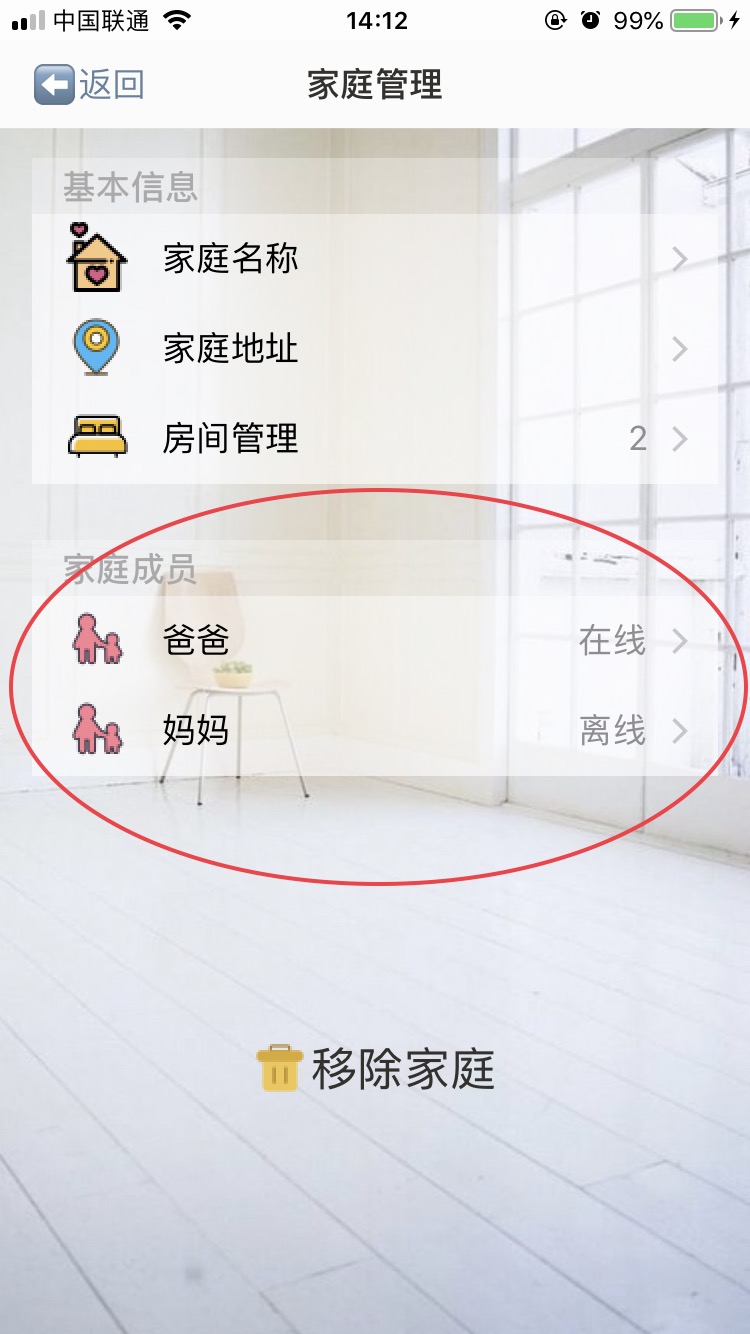 中国联通 14:12 99%
返回 家庭管理
基本信息
家庭名称
家庭地址
房间管理 2
家庭成员
爸爸 在线
妈妈 离线
移除家庭